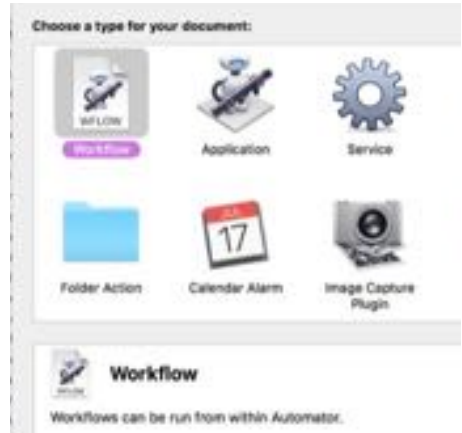 Choose a type for your document:
WFLOW
Workflow
Application
Service
JUL
17
Folder Action
Calendar Alarm
Image Capture
Plugin
Workflow
Workflows can be run from within Automator.